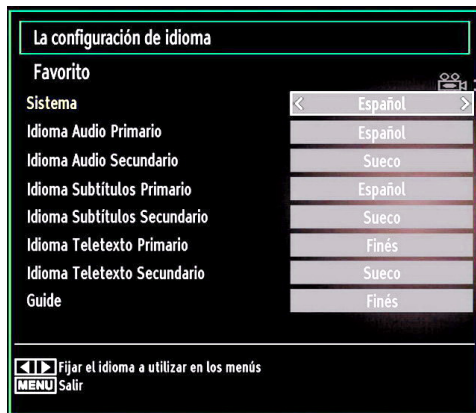 La configuración de idioma
Favorito
Sistema Español
Idioma Audio Primario Español
Idioma Audio Secundario Sueco
Idioma Subtítulos Primario Español
Idioma Subtítulos Secundario Sueco
Idioma Teletexto Primario Finés
Idioma Teletexto Secundario Sueco
Guide Finés
Fijar el idioma a utilizar en los menús
MENU Salir